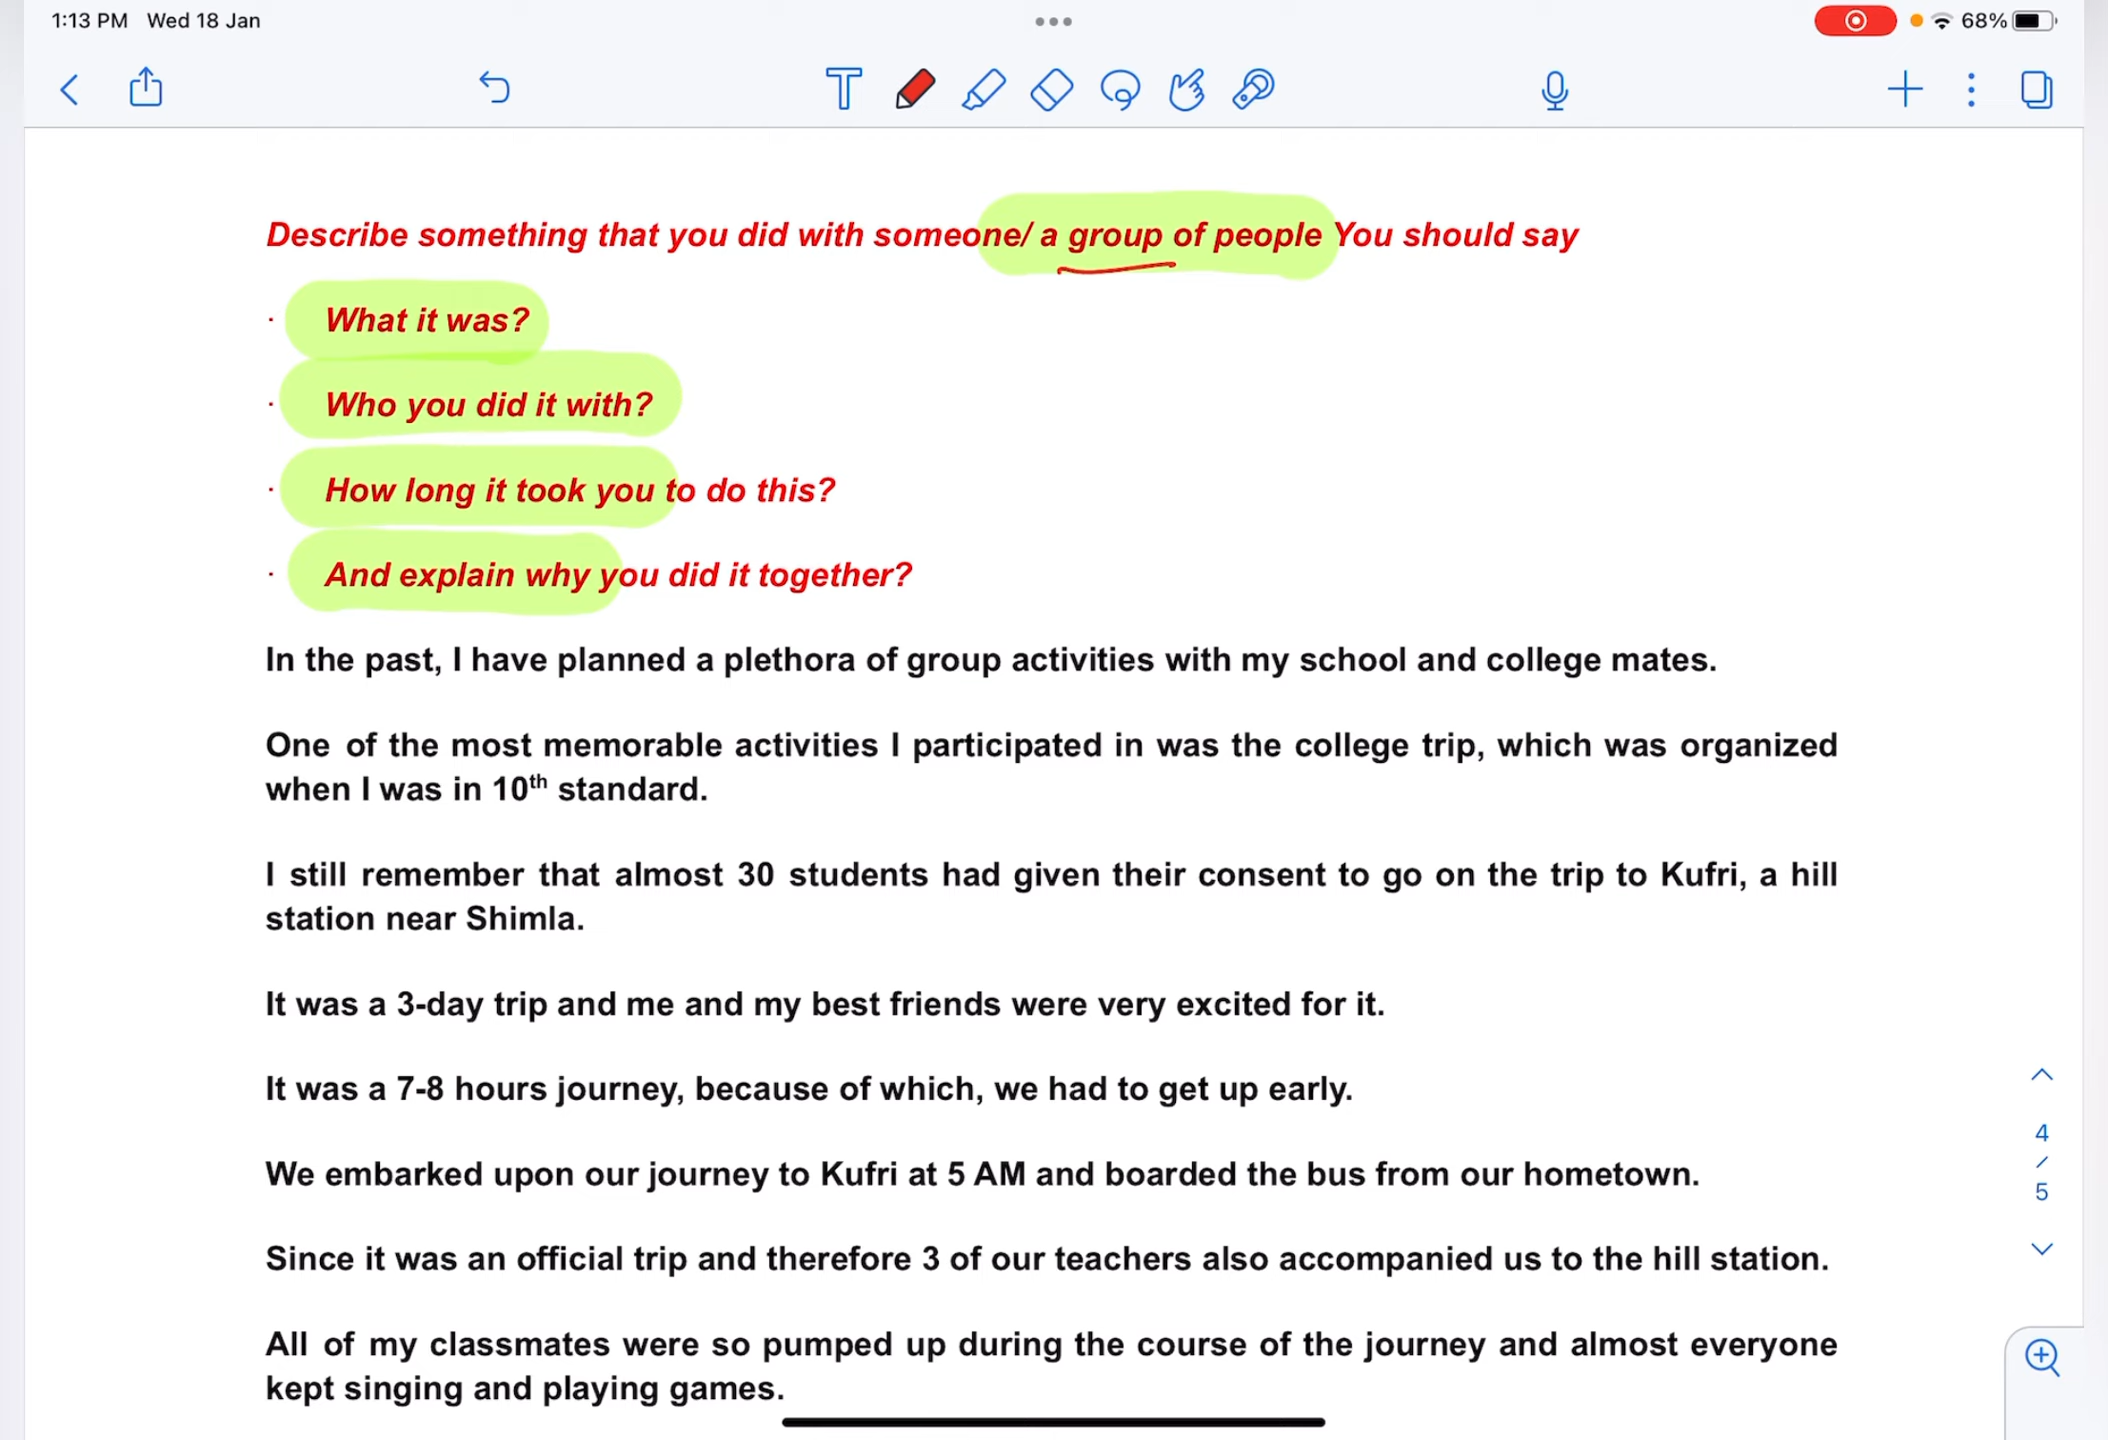 1:13 PM Wed 18 Jan
68%
Describe something that you did with someone/ a group of people You should say
· What it was?
· Who you did it with?
· How long it took you to do this?
· And explain why you did it together?
In the past, I have planned a plethora of group activities with my school and college mates.
One of the most memorable activities I participated in was the college trip, which was organized
when I was in 10th standard.
I still remember that almost 30 students had given their consent to go on the trip to Kufri, a hill
station near Shimla.
It was a 3-day trip and me and my best friends were very excited for it.
It was a 7-8 hours journey, because of which, we had to get up early.
We embarked upon our journey to Kufri at 5 AM and boarded the bus from our hometown.
Since it was an official trip and therefore 3 of our teachers also accompanied us to the hill station.
All of my classmates were so pumped up during the course of the journey and almost everyone
kept singing and playing games.
4
/
5